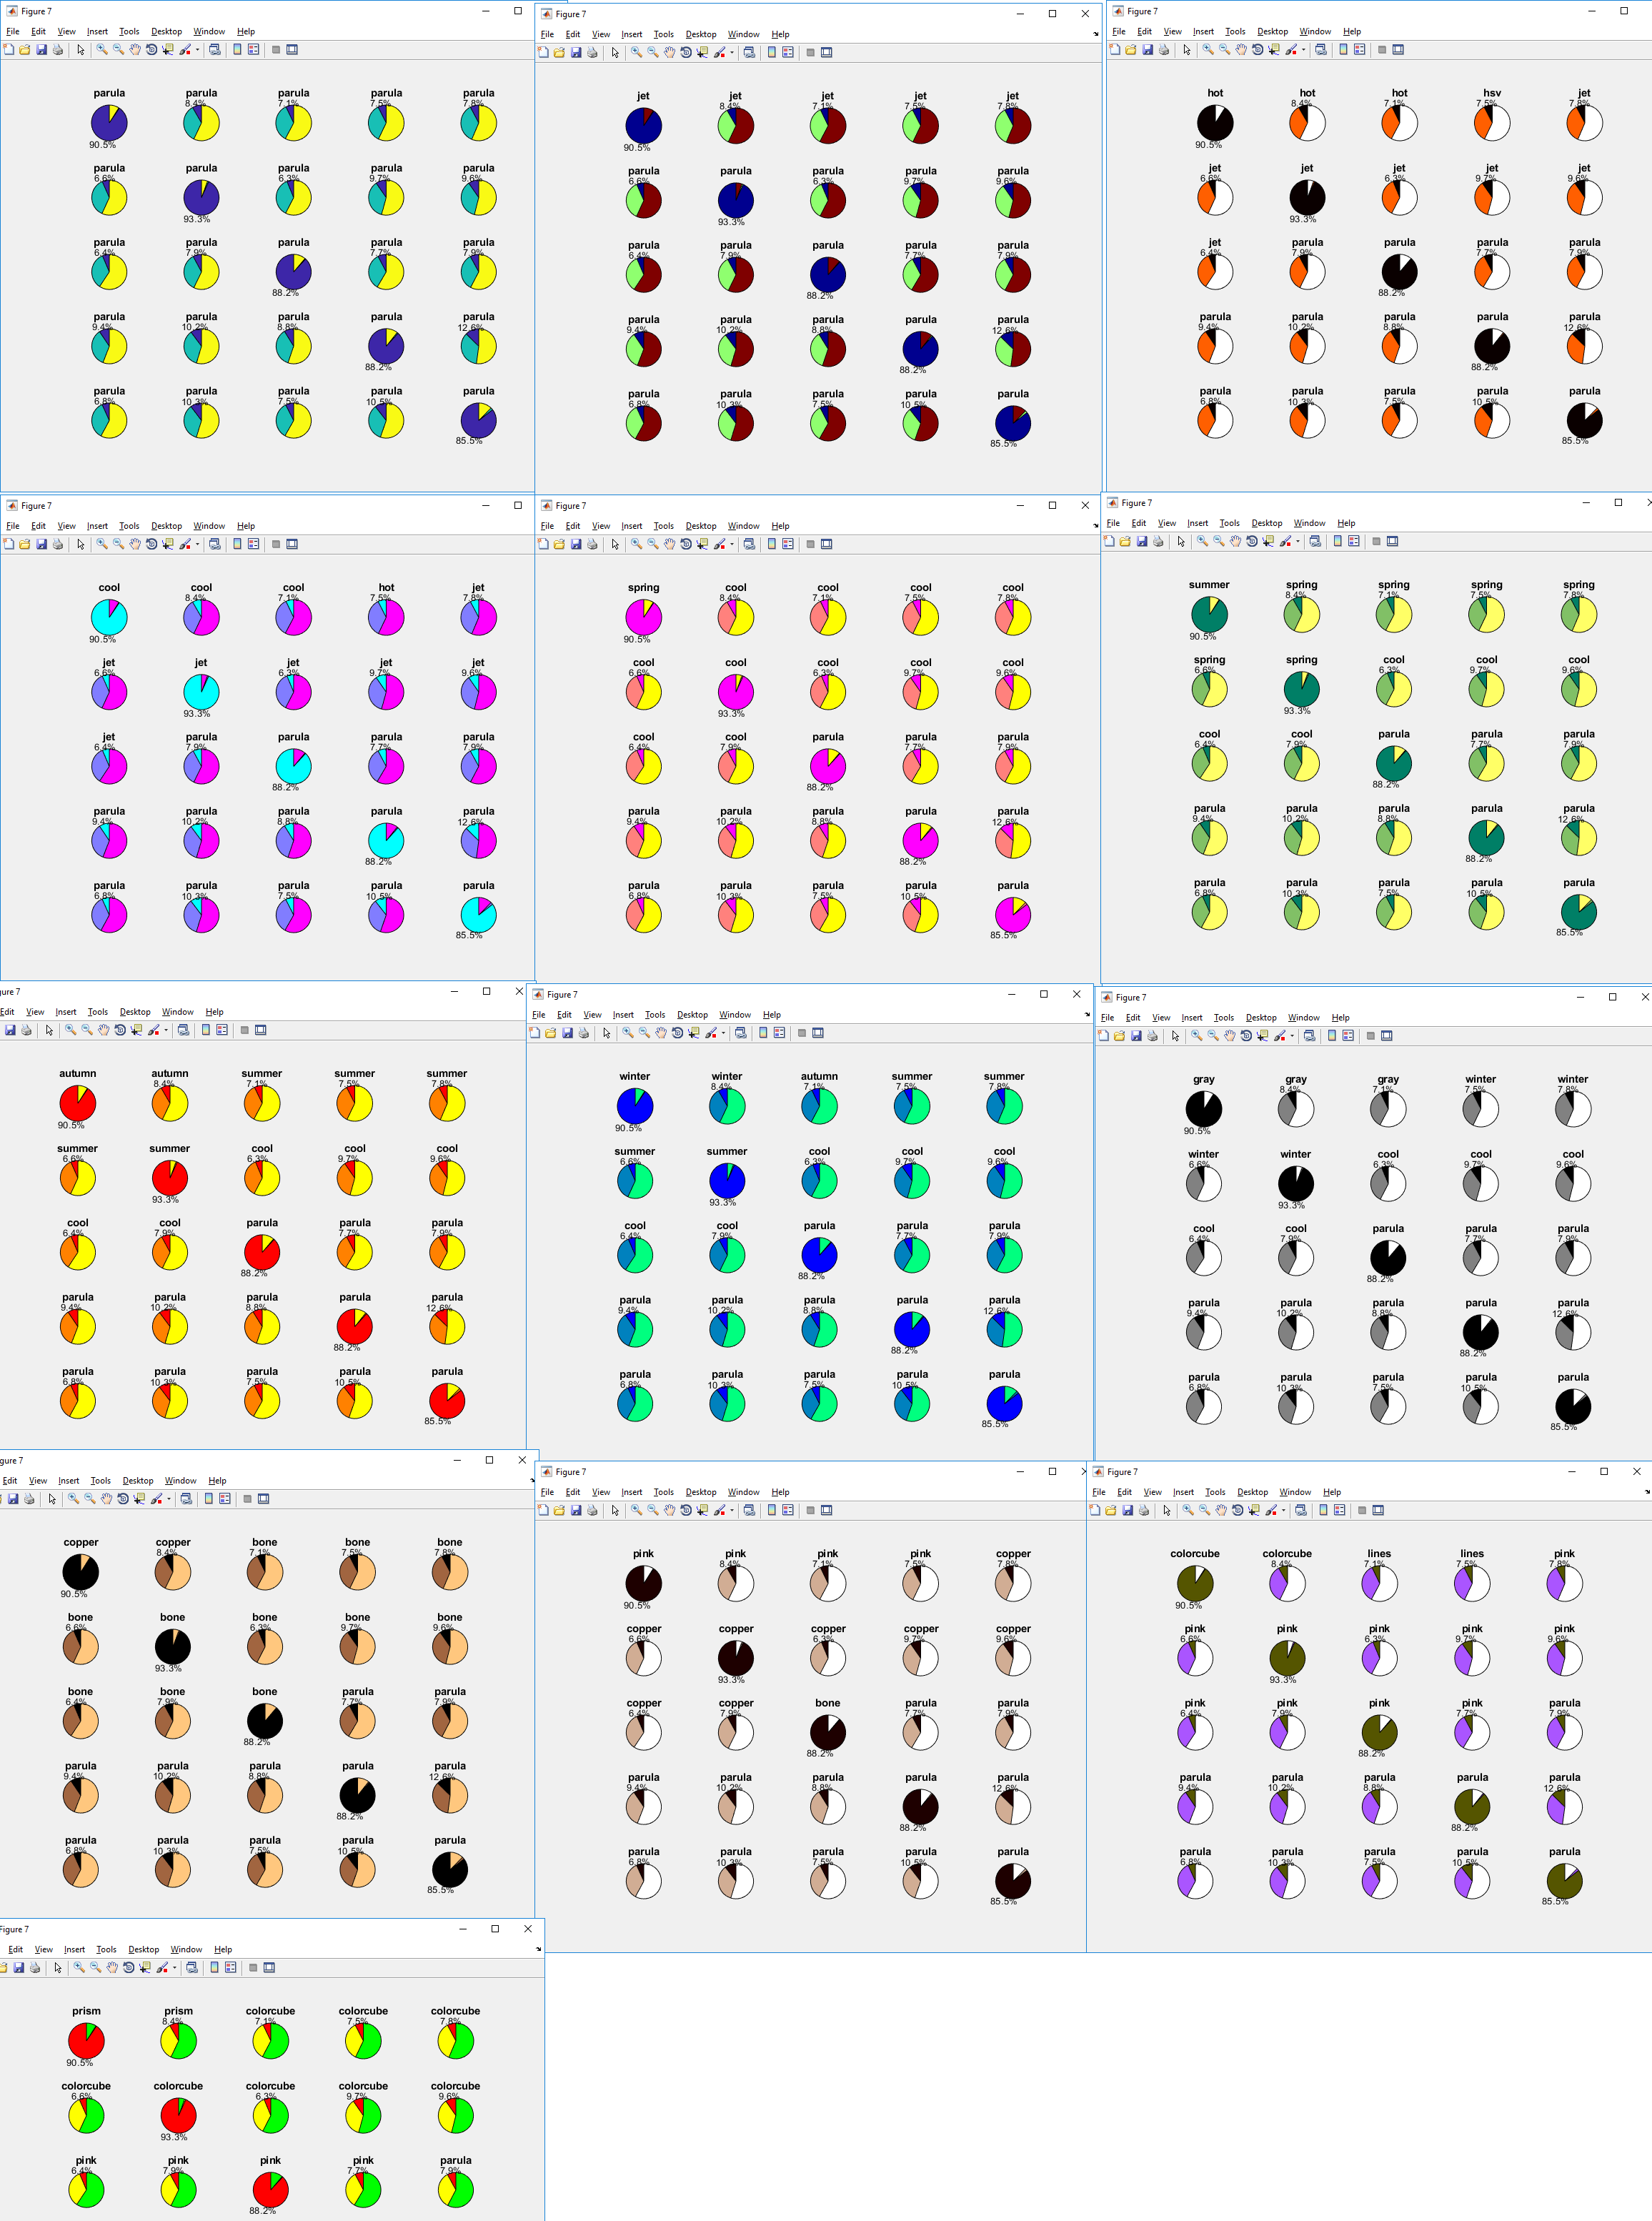 Figure 7
File Edit View Insert Tools Desktop Window Help
parula parula parula parula parula
8.4% 7.1% 7.5% 7.8%
90.5%
parula parula parula parula parula
6.6% 6.3% 9.7% 9.6%
93.3%
parula parula parula parula parula
6.4% 7.9% 7.7% 7.9%
88.2%
parula parula parula parula parula
9.4% 10.2% 8.8% 12.6%
88.2%
parula parula parula parula parula
6.8% 10.3% 7.5% 10.5%
85.5%
Figure 7
File Edit View Insert Tools Desktop Window Help
jet jet jet jet jet
8.4% 7.1% 7.5% 7.8%
90.5%
parula parula parula parula parula
6.6% 6.3% 9.7% 9.6%
93.3%
parula parula parula parula parula
6.4% 7.9% 7.7% 7.9%
88.2%
parula parula parula parula parula
9.4% 10.2% 8.8% 12.6%
88.2%
parula parula parula parula parula
6.8% 10.3% 7.5% 10.5%
85.5%
Figure 7
File Edit View Insert Tools Desktop Window Help
hot hot hot hsv jet
8.4% 7.1% 7.5% 7.8%
90.5%
jet jet jet jet jet
6.6% 6.3% 9.7% 9.6%
93.3%
jet parula parula parula parula
6.4% 7.9% 7.7% 7.9%
88.2%
parula parula parula parula parula
9.4% 10.2% 8.8% 12.6%
88.2%
parula parula parula parula parula
6.8% 10.3% 7.5% 10.5%
85.5%
Figure 7
File Edit View Insert Tools Desktop Window Help
cool cool cool hot jet
8.4% 7.1% 7.5% 7.8%
90.5%
jet jet jet jet jet
6.6% 6.3% 9.7% 9.6%
93.3%
jet parula parula parula parula
6.4% 7.9% 7.7% 7.9%
88.2%
parula parula parula parula parula
9.4% 10.2% 8.8% 12.6%
88.2%
parula parula parula parula parula
6.8% 10.3% 7.5% 10.5%
85.5%
Figure 7
File Edit View Insert Tools Desktop Window Help
spring cool cool cool cool
8.4% 7.1% 7.5% 7.8%
90.5%
cool cool cool cool cool
6.6% 6.3% 9.7% 9.6%
93.3%
cool cool parula parula parula
6.4% 7.9% 7.7% 7.9%
88.2%
parula parula parula parula parula
9.4% 10.2% 8.8% 12.6%
88.2%
parula parula parula parula parula
6.8% 10.3% 7.5% 10.5%
85.5%
Figure 7
File Edit View Insert Tools Desktop Window Help
summer spring spring spring spring
8.4% 7.1% 7.5% 7.8%
90.5%
spring spring cool cool cool
6.6% 6.3% 9.7% 9.6%
93.3%
cool cool parula parula parula
6.4% 7.9% 7.7% 7.9%
88.2%
parula parula parula parula parula
9.4% 10.2% 8.8% 12.6%
88.2%
parula parula parula parula parula
6.8% 10.3% 7.5% 10.5%
85.5%
gure 7
Edit View Insert Tools Desktop Window Help
autumn autumn summer summer summer
8.4% 7.1% 7.5% 7.8%
90.5%
summer summer cool cool cool
6.6% 6.3% 9.7% 9.6%
93.3%
cool cool parula parula parula
6.4% 7.9% 7.7% 7.9%
88.2%
parula parula parula parula parula
9.4% 10.2% 8.8% 12.6%
88.2%
parula parula parula parula parula
6.8% 10.3% 7.5% 10.5%
85.5%
Figure 7
File Edit View Insert Tools Desktop Window Help
winter winter autumn summer summer
8.4% 7.1% 7.5% 7.8%
90.5%
summer summer cool cool cool
6.6% 6.3% 9.7% 9.6%
93.3%
cool cool parula parula parula
6.4% 7.9% 7.7% 7.9%
88.2%
parula parula parula parula parula
9.4% 10.2% 8.8% 12.6%
88.2%
parula parula parula parula parula
6.8% 10.3% 7.5% 10.5%
85.5%
Figure 7
File Edit View Insert Tools Desktop Window Help
gray gray gray winter winter
8.4% 7.1% 7.5% 7.8%
90.5%
winter winter cool cool cool
6.6% 6.3% 9.7% 9.6%
93.3%
cool cool parula parula parula
6.4% 7.9% 7.7% 7.9%
88.2%
parula parula parula parula parula
9.4% 10.2% 8.8% 12.6%
88.2%
parula parula parula parula parula
6.8% 10.3% 7.5% 10.5%
85.5%
gure 7
Edit View Insert Tools Desktop Window Help
copper copper bone bone bone
8.4% 7.1% 7.5% 7.8%
90.5%
bone bone bone bone bone
6.6% 6.3% 9.7% 9.6%
93.3%
bone bone bone parula parula
6.4% 7.9% 7.7% 7.9%
88.2%
parula parula parula parula parula
9.4% 10.2% 8.8% 12.6%
88.2%
parula parula parula parula parula
6.8% 10.3% 7.5% 10.5%
85.5%
Figure 7
File Edit View Insert Tools Desktop Window Help
pink pink pink pink copper
8.4% 7.1% 7.5% 7.8%
90.5%
copper copper copper copper copper
6.6% 6.3% 9.7% 9.6%
93.3%
copper copper bone parula parula
6.4% 7.9% 7.7% 7.9%
88.2%
parula parula parula parula parula
9.4% 10.2% 8.8% 12.6%
88.2%
parula parula parula parula parula
6.8% 10.3% 7.5% 10.5%
85.5%
Figure 7
File Edit View Insert Tools Desktop Window Help
colorcube colorcube lines lines pink
8.4% 7.1% 7.5% 7.8%
90.5%
pink pink pink pink pink
6.6% 6.3% 9.7% 9.6%
93.3%
pink pink pink pink parula
6.4% 7.9% 7.7% 7.9%
88.2%
parula parula parula parula parula
9.4% 10.2% 8.8% 12.6%
88.2%
parula parula parula parula parula
6.8% 10.3% 7.5% 10.5%
85.5%
Figure 7
Edit View Insert Tools Desktop Window Help
prism prism colorcube colorcube colorcube
8.4% 7.1% 7.5% 7.8%
90.5%
colorcube colorcube colorcube colorcube colorcube
6.6% 6.3% 9.7% 9.6%
93.3%
pink pink pink pink parula
6.4% 7.9% 7.7% 7.9%
88.2%